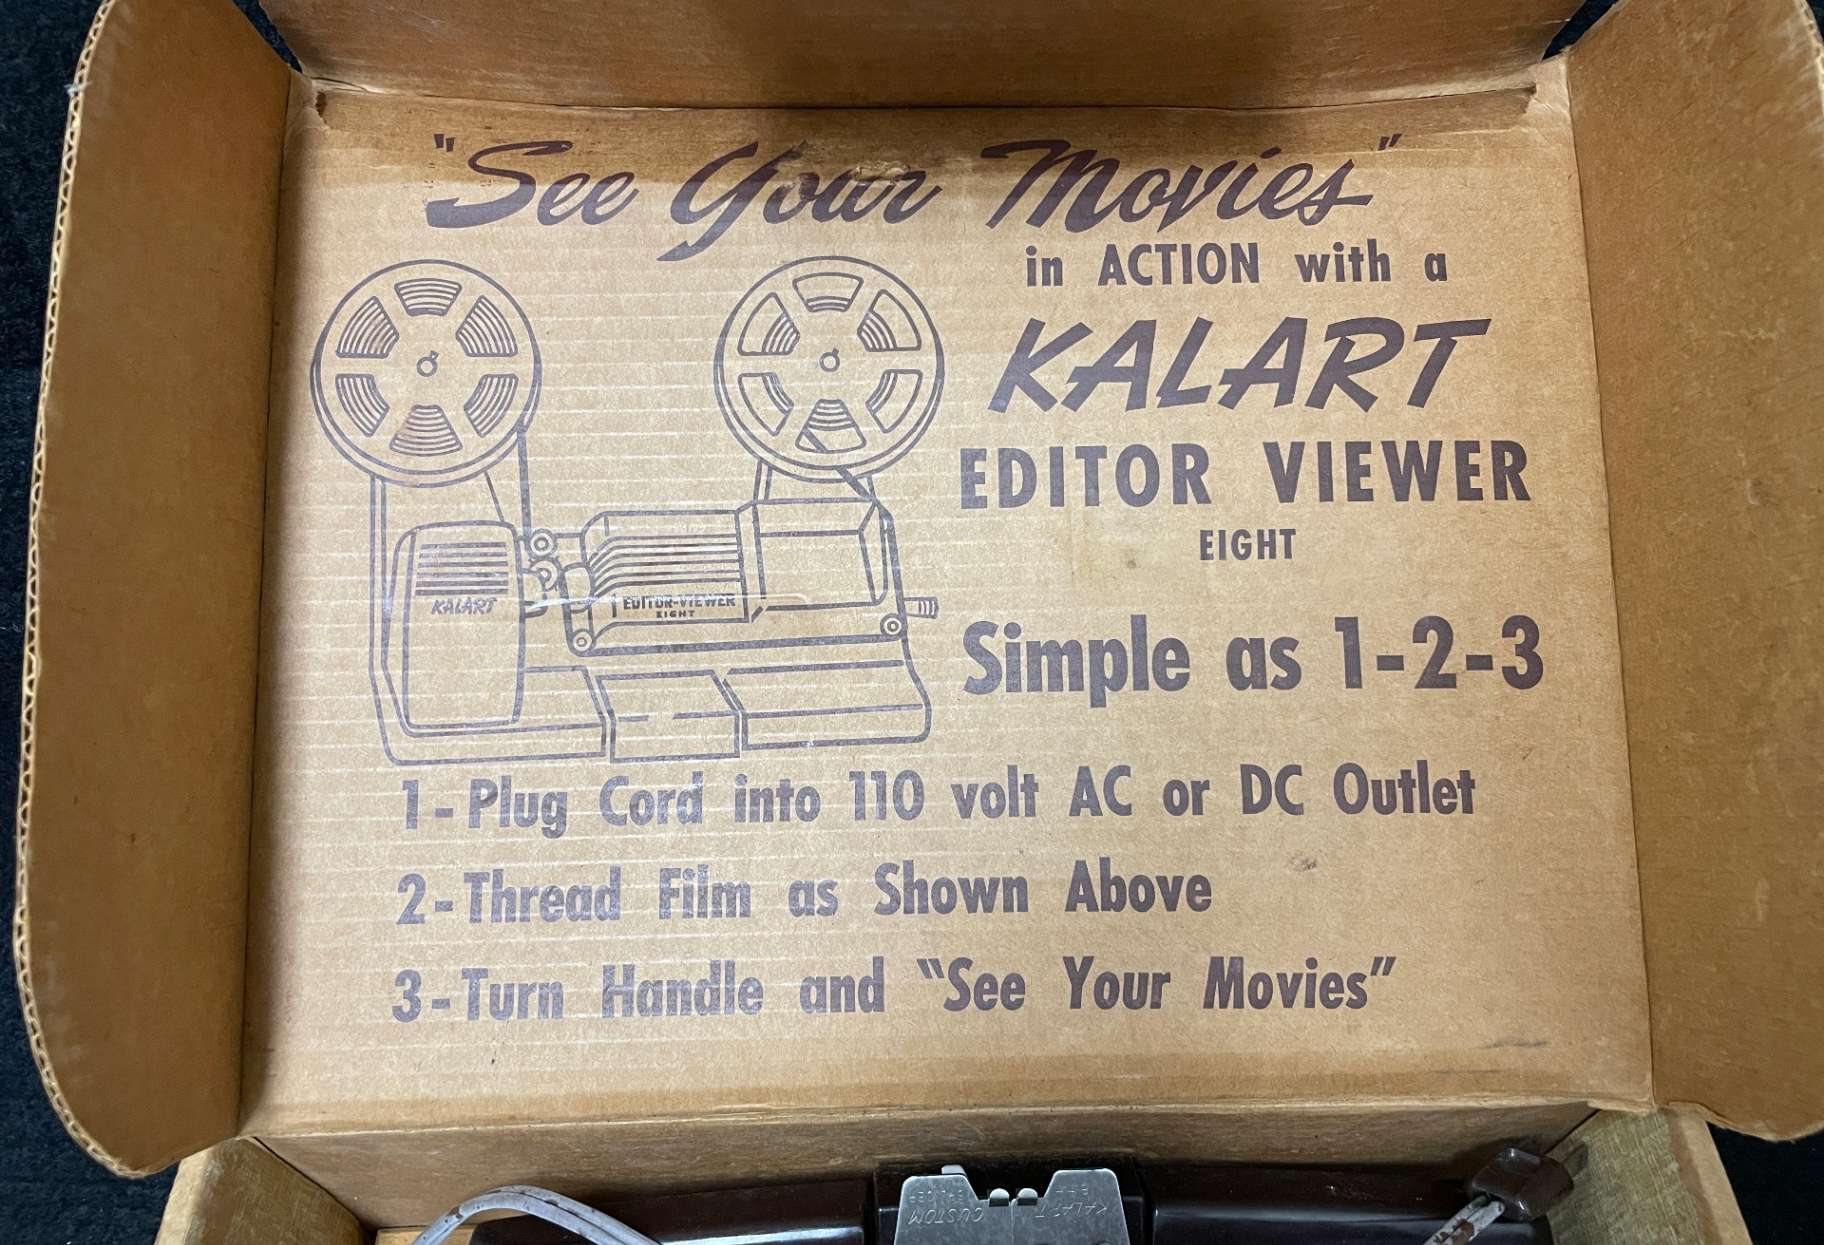 "See Your Movies"
in ACTION with a
KALART
EDITOR VIEWER
EIGHT
KALART
EDITOR-VIEWER
EIGHT
Simple as 1-2-3
1-Plug Cord into 110 volt AC or DC Outlet
2-Thread Film as Shown Above
3-Turn Handle and "See Your Movies"
CUSTOM
KALART